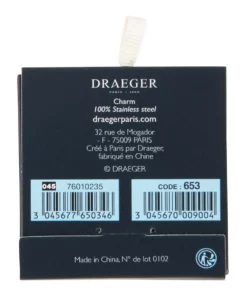 DRAEGER
PARIS - 1886
Charm
100% Stainless steel
draegerparis.com
32 rue de Mogador
- F - 75009 PARIS
Créé à Paris par Draeger,
fabriqué en Chine
© DRAEGER
045 76010235
3 045677 650346
CODE : 653
3 045670 009004
Made in China, N° de lot 0102